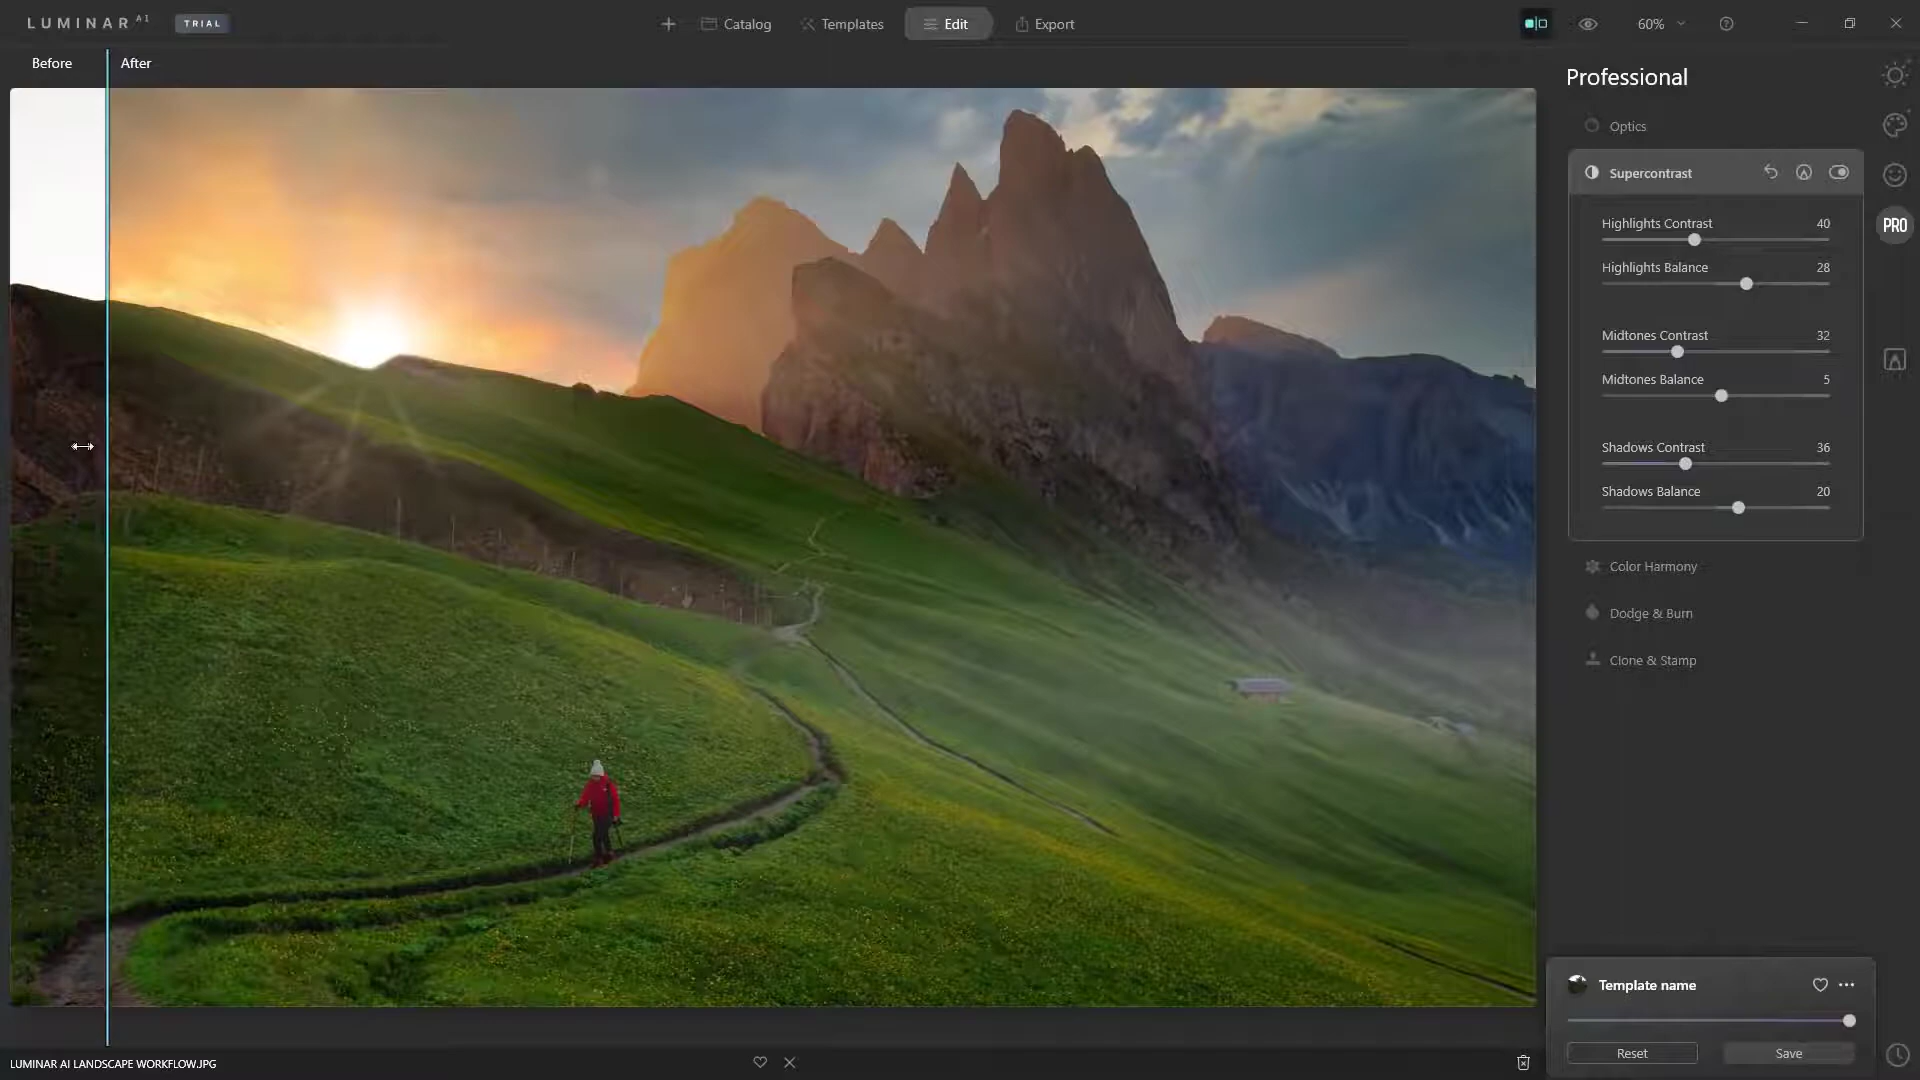 LUMINAR AI TRIAL
Catalog Templates Edit Export 60%
Before After
Professional
Optics
Supercontrast
PRO
Highlights Contrast 40
Highlights Balance 28
Midtones Contrast 32
Midtones Balance 5
Shadows Contrast 36
Shadows Balance 20
Color Harmony
Dodge & Burn
Clone & Stamp
Template name
Reset Save
LUMINAR AI LANDSCAPE WORKFLOW.JPG